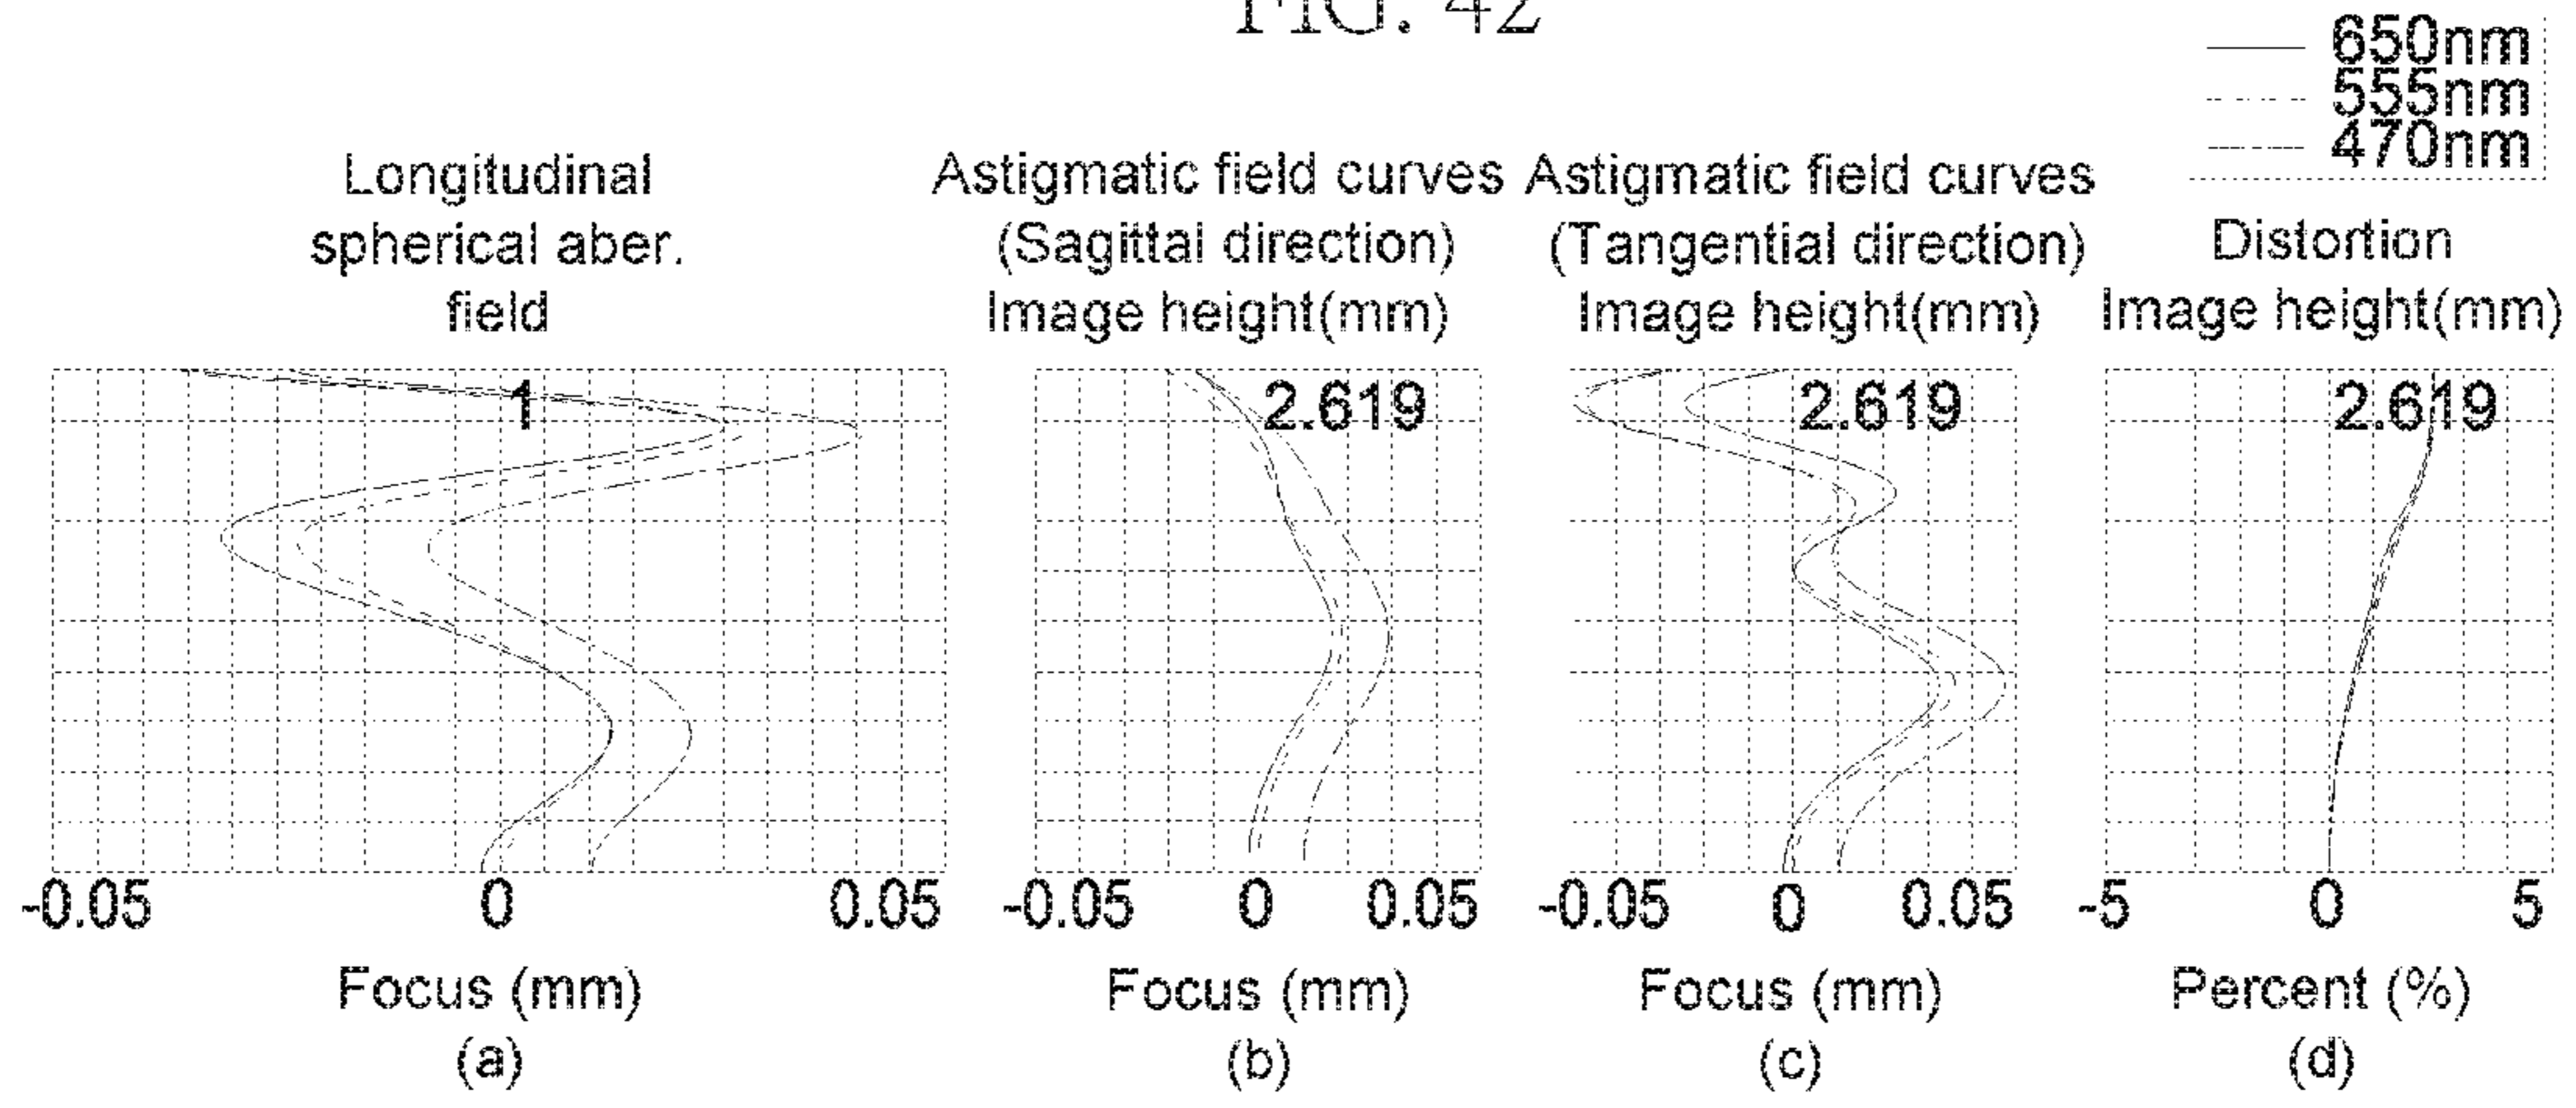 FIG. 42
650nm
555nm
470nm
Longitudinal
spherical aber.
field
Astigmatic field curves
(Sagittal direction)
Image height(mm)
Astigmatic field curves
(Tangential direction)
Image height(mm)
Distortion
Image height(mm)
1
2.619
2.619
2.619
-0.05 0 0.05
-0.05 0 0.05
-0.05 0 0.05
-5 0 5
Focus (mm)
Focus (mm)
Focus (mm)
Percent (%)
(a)
(b)
(c)
(d)